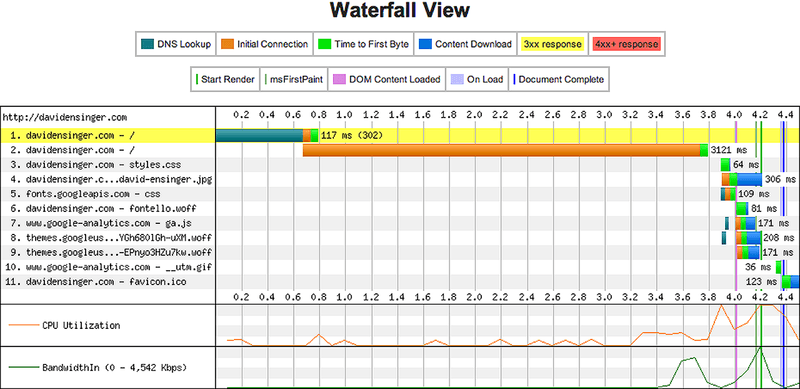 Waterfall View
DNS Lookup Initial Connection Time to First Byte Content Download 3xx response 4xx+ response
Start Render msFirstPaint DOM Content Loaded On Load Document Complete
http://davidensinger.com 0.2 0.4 0.6 0.8 1.0 1.2 1.4 1.6 1.8 2.0 2.2 2.4 2.6 2.8 3.0 3.2 3.4 3.6 3.8 4.0 4.2 4.4
1. davidensinger.com - / 117 ms (302)
2. davidensinger.com - / 3121 ms
3. davidensinger.com - styles.css 64 ms
4. davidensinger.c...david-ensinger.jpg 306 ms
5. fonts.googleapis.com - css 109 ms
6. davidensinger.com - fontello.woff 81 ms
7. www.google-analytics.com - ga.js 171 ms
8. themes.googleus...YGh680lGh-uXM.woff 208 ms
9. themes.googleus...-EPnyo3HZu7kw.woff 171 ms
10. www.google-analytics.com - __utm.gif 36 ms
11. davidensinger.com - favicon.ico 123 ms
0.2 0.4 0.6 0.8 1.0 1.2 1.4 1.6 1.8 2.0 2.2 2.4 2.6 2.8 3.0 3.2 3.4 3.6 3.8 4.0 4.2 4.4
CPU Utilization
BandwidthIn (0 - 4,542 Kbps)